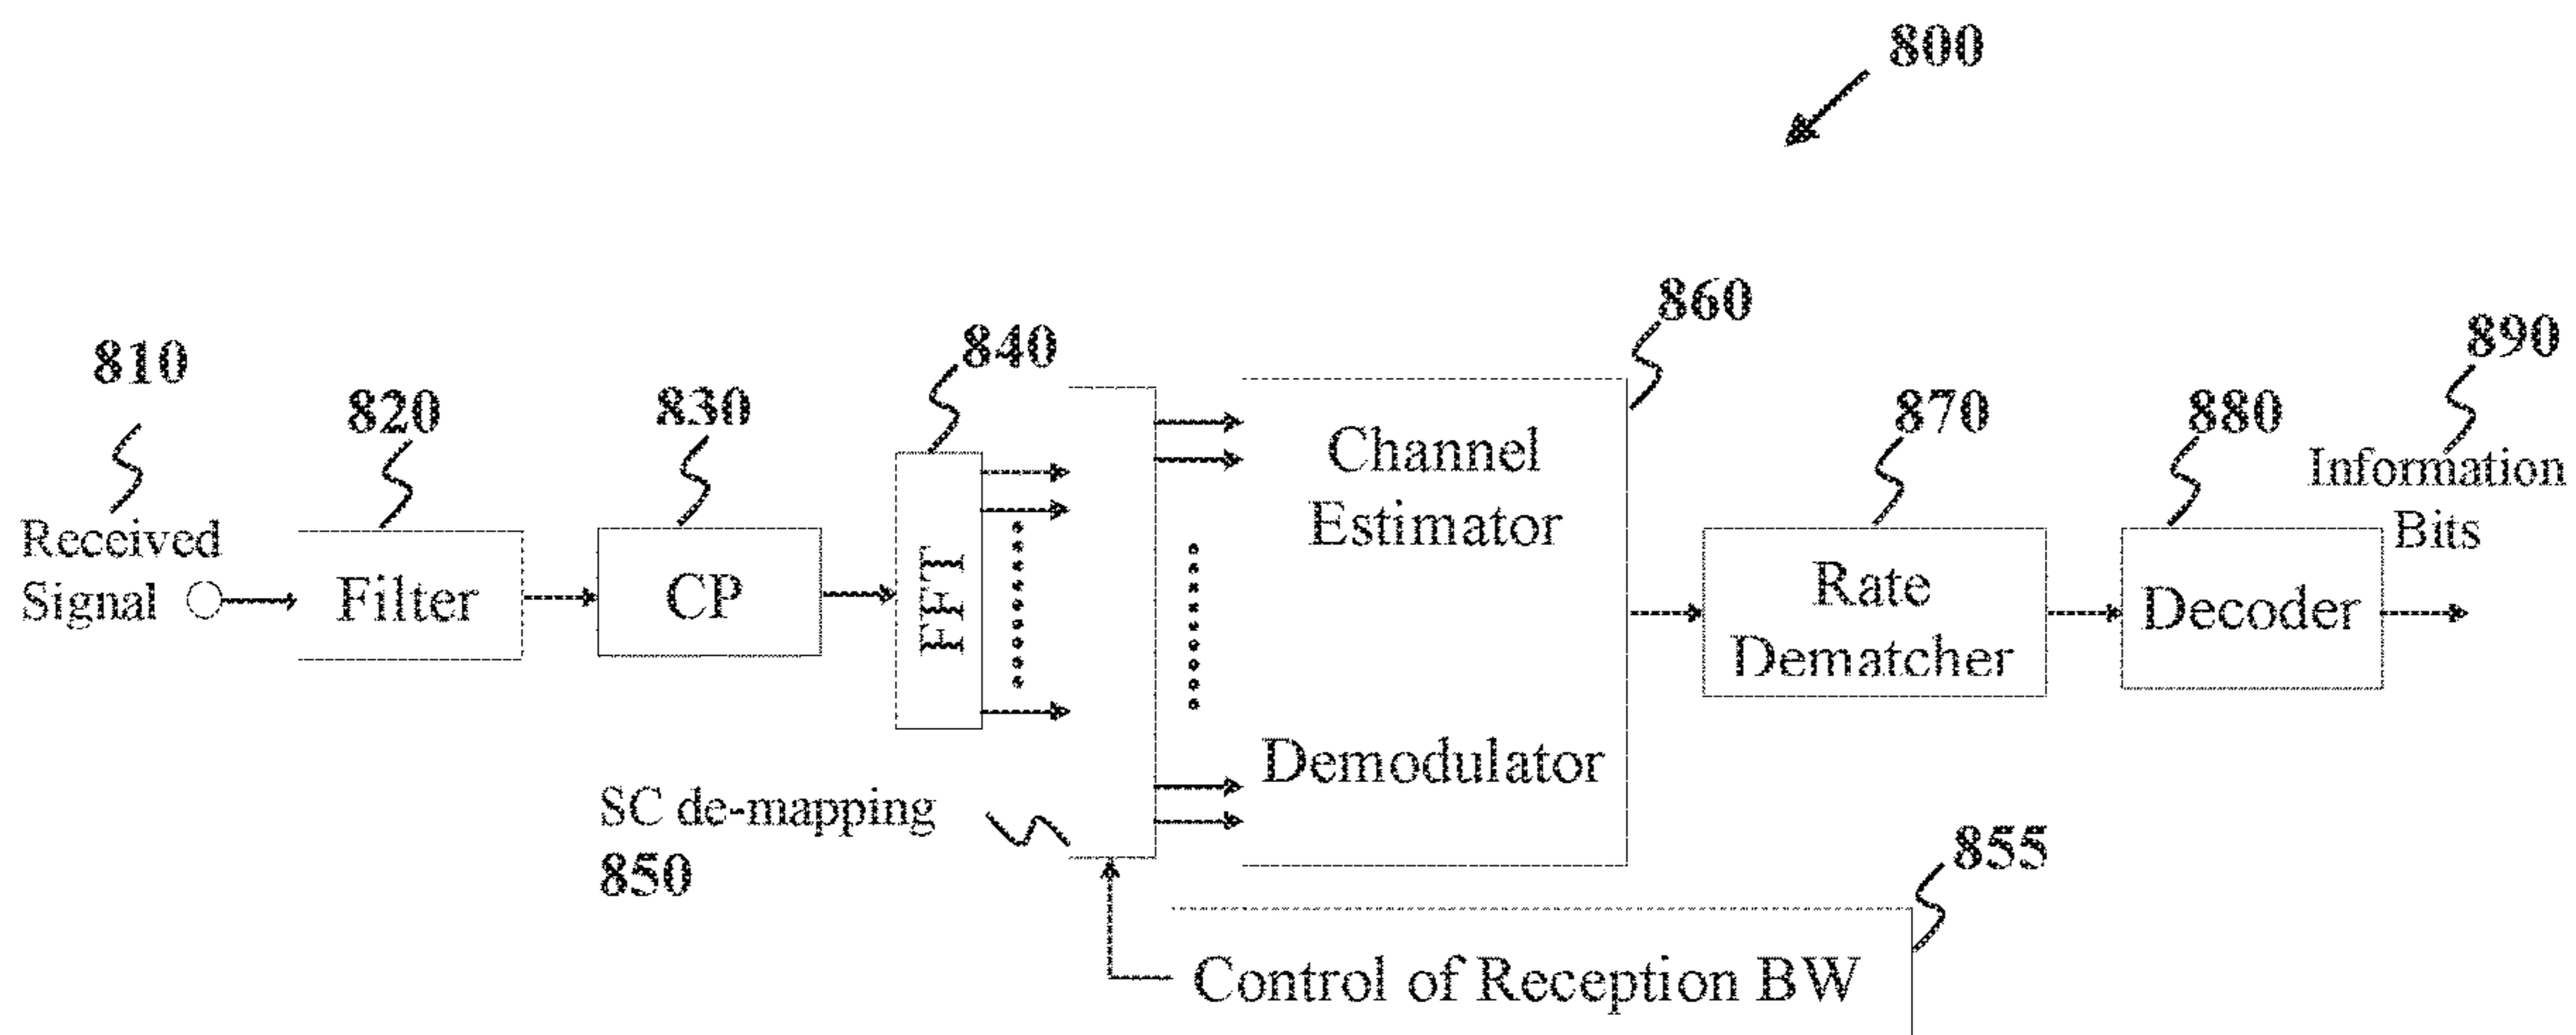 800
860
890
840
810
820
830
870
880
Information
Bits
Channel
Estimator
Received
Signal
Filter
CP
FFT
Rate
Dematcher
Decoder
Demodulator
SC de-mapping
850
855
Control of Reception BW